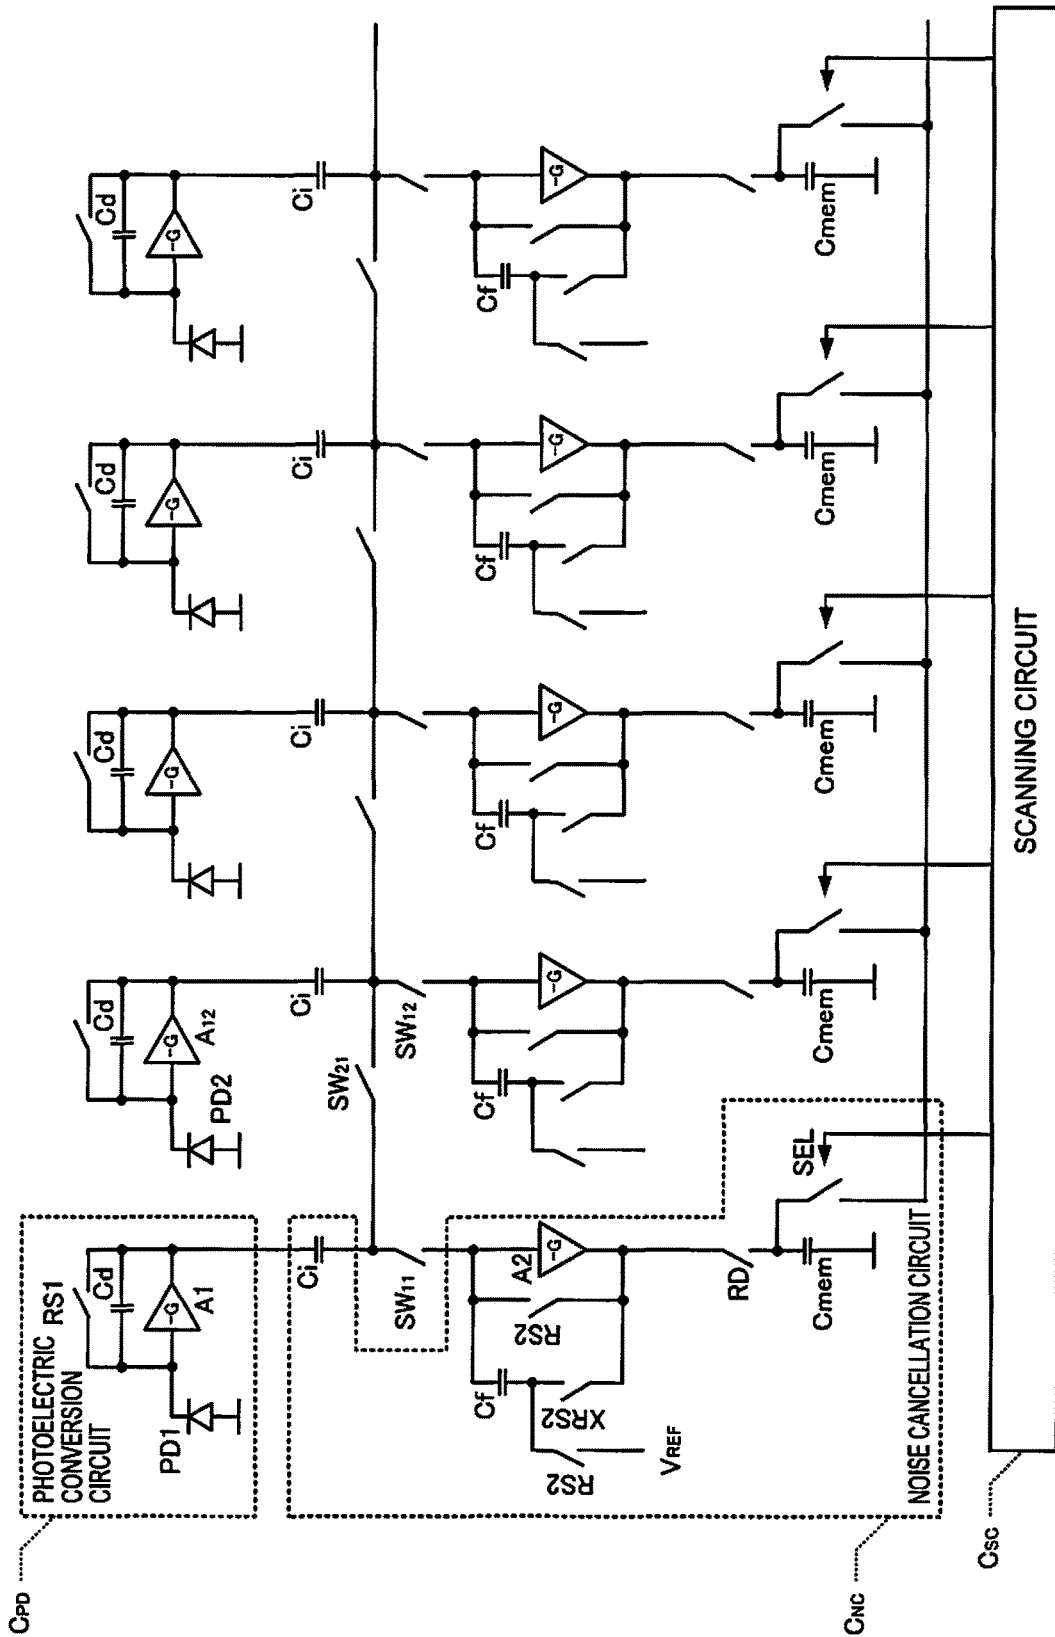 PHOTOELECTRIC
CONVERSION
CIRCUIT
RS1
Cd
-G
A1
PD1
Cd
-G
A12
PD2
Cd
-G
Cd
-G
Cd
-G
Ci
Ci
Ci
Ci
Ci
SW11
SW21
SW12
Cf
RS2
XRS2
RS2
VREF
A2
-G
Cf
-G
Cf
-G
Cf
-G
Cf
-G
RD
SEL
Cmem
Cmem
Cmem
Cmem
Cmem
NOISE CANCELLATION CIRCUIT
SCANNING CIRCUIT
CPD
CNC
CSC